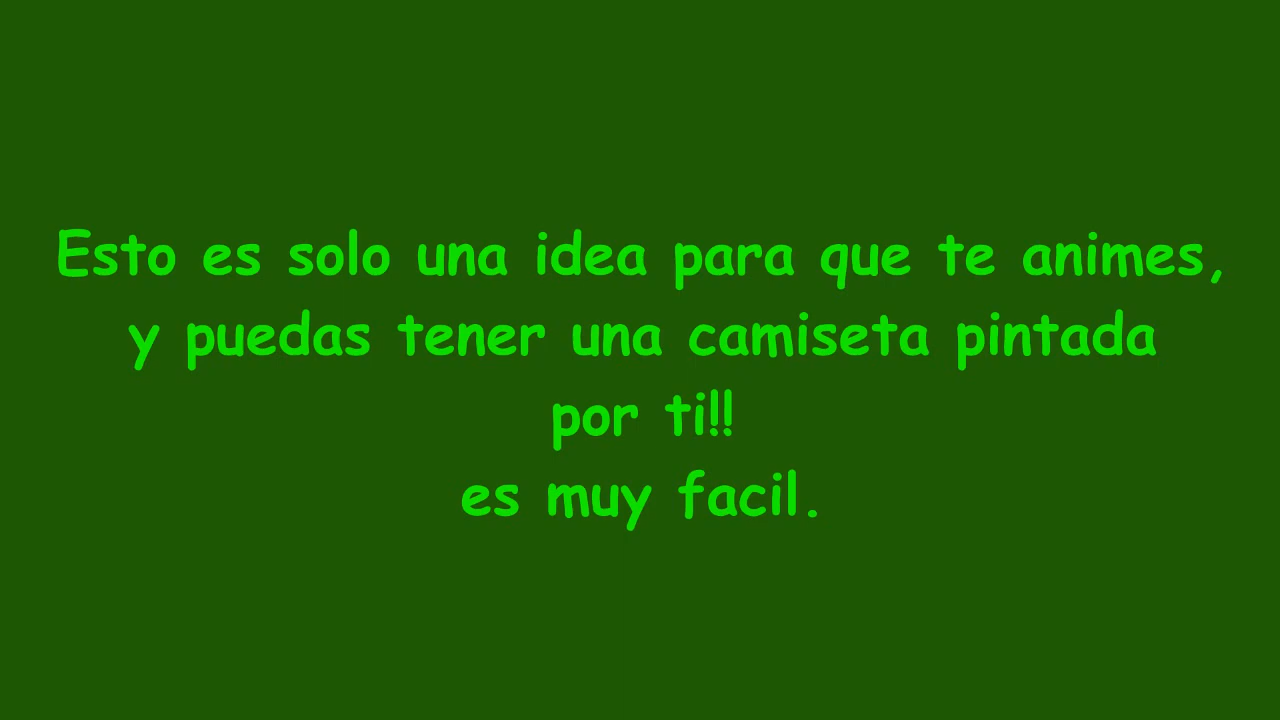 Esto es solo una idea para que te animes,
y puedas tener una camiseta pintada
por ti!!
es muy facil.